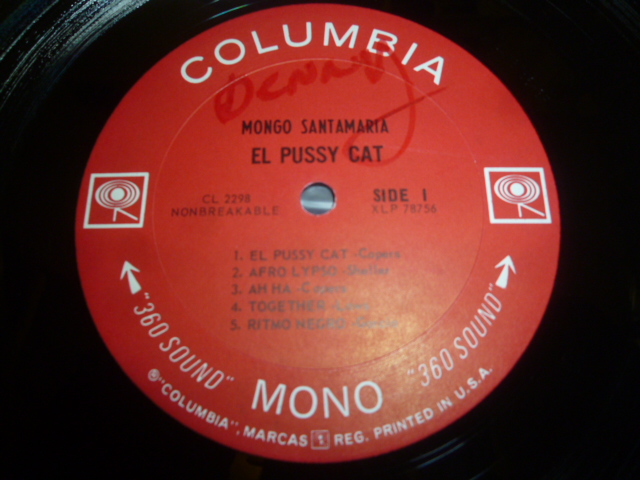 COLUMBIA
Denny
MONGO SANTAMARIA
EL PUSSY CAT
CL 2298
NONBREAKABLE
SIDE 1
XLP 78756
1. EL PUSSY CAT
2. AFRO LYPSO
3. AH HA
4. TOGETHER
5. RITMO NEGRO
"360 SOUND" MONO "360 SOUND"
®"COLUMBIA", MARCAS 1 REG. PRINTED IN U.S.A.